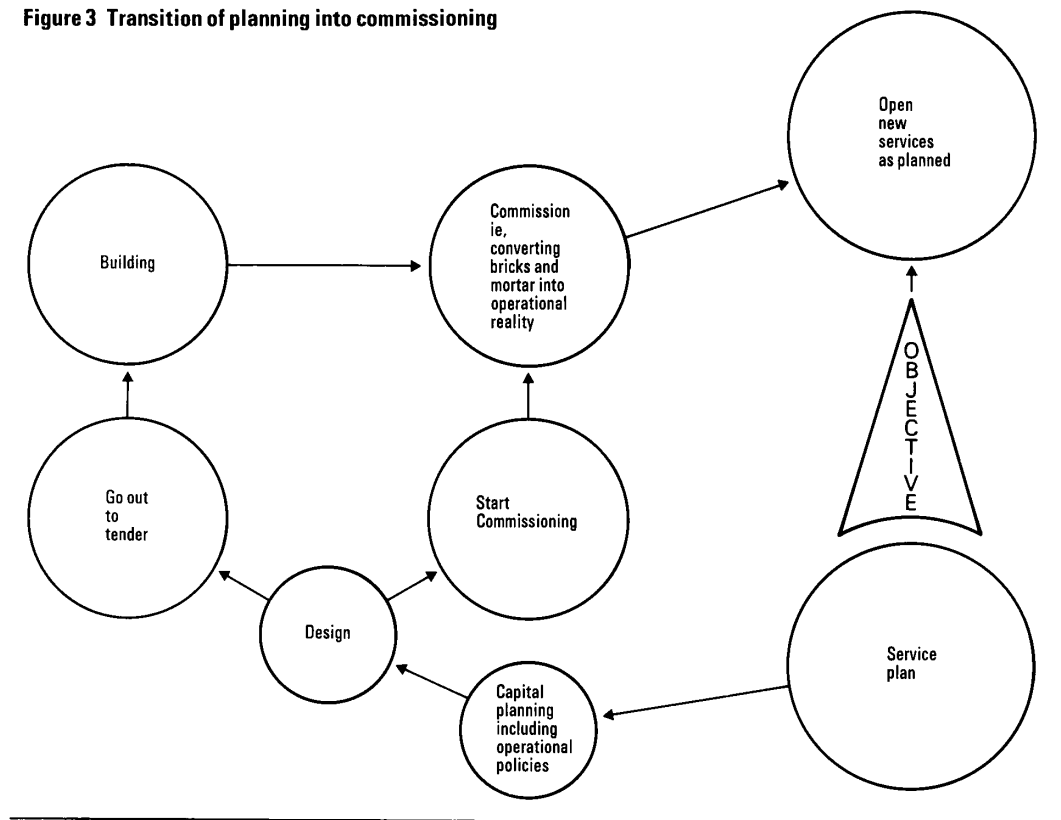 Figure 3 Transition of planning into commissioning
Open
new
services
as planned
Building
Commission
ie,
converting
bricks and
mortar into
operational
reality
OBJECTIVE
Go out
to
tender
Start
Commissioning
Design
Service
plan
Capital
planning
including
operational
policies